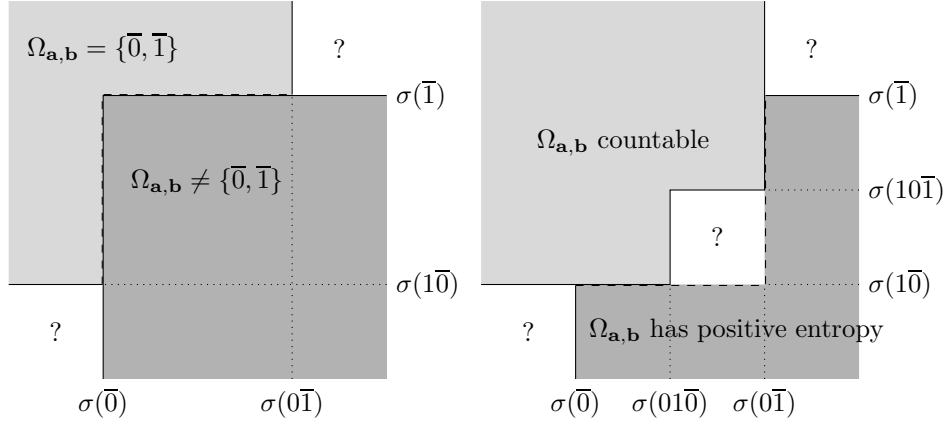 Ω_{𝐚,𝐛} = {0̅, 1̅}
?
σ(1̅)
Ω_{𝐚,𝐛} ≠ {0̅, 1̅}
σ(10̅)
?
σ(0̅)
σ(01̅)
?
σ(1̅)
Ω_{𝐚,𝐛} countable
σ(101̅)
?
σ(10̅)
?
Ω_{𝐚,𝐛} has positive entropy
σ(0̅)
σ(010̅)
σ(01̅)